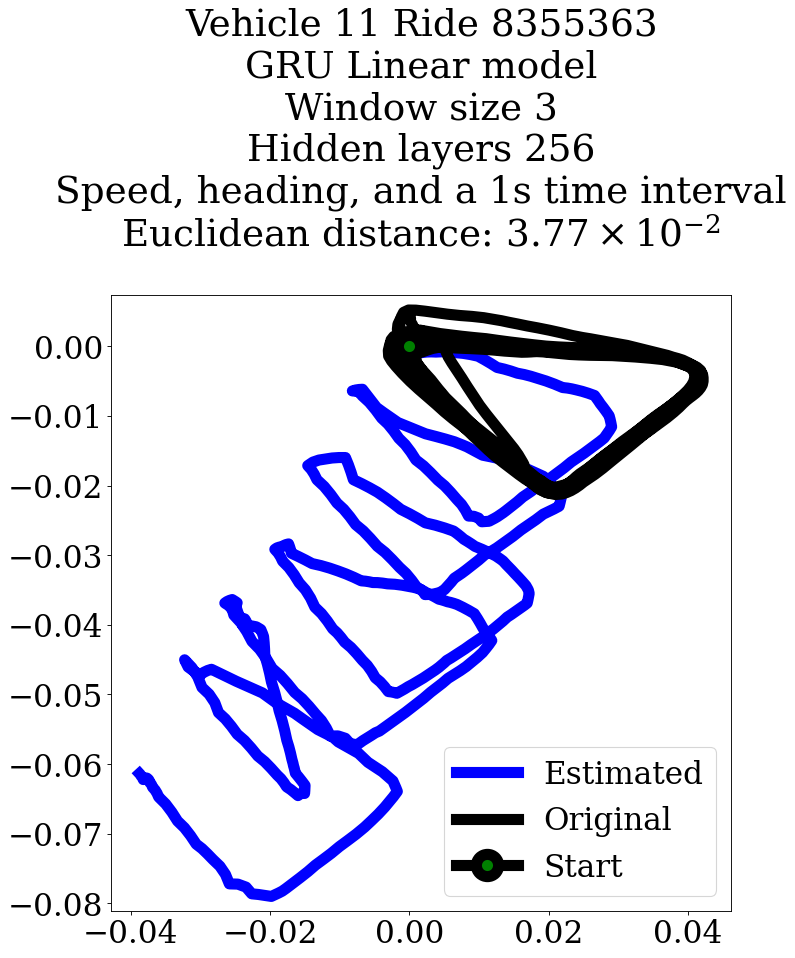 Vehicle 11 Ride 8355363
GRU Linear model
Window size 3
Hidden layers 256
Speed, heading, and a 1s time interval
Euclidean distance: 3.77 × 10⁻²
0.00
−0.01
−0.02
−0.03
−0.04
−0.05
−0.06
−0.07
−0.08
Estimated
Original
Start
−0.04 −0.02 0.00 0.02 0.04